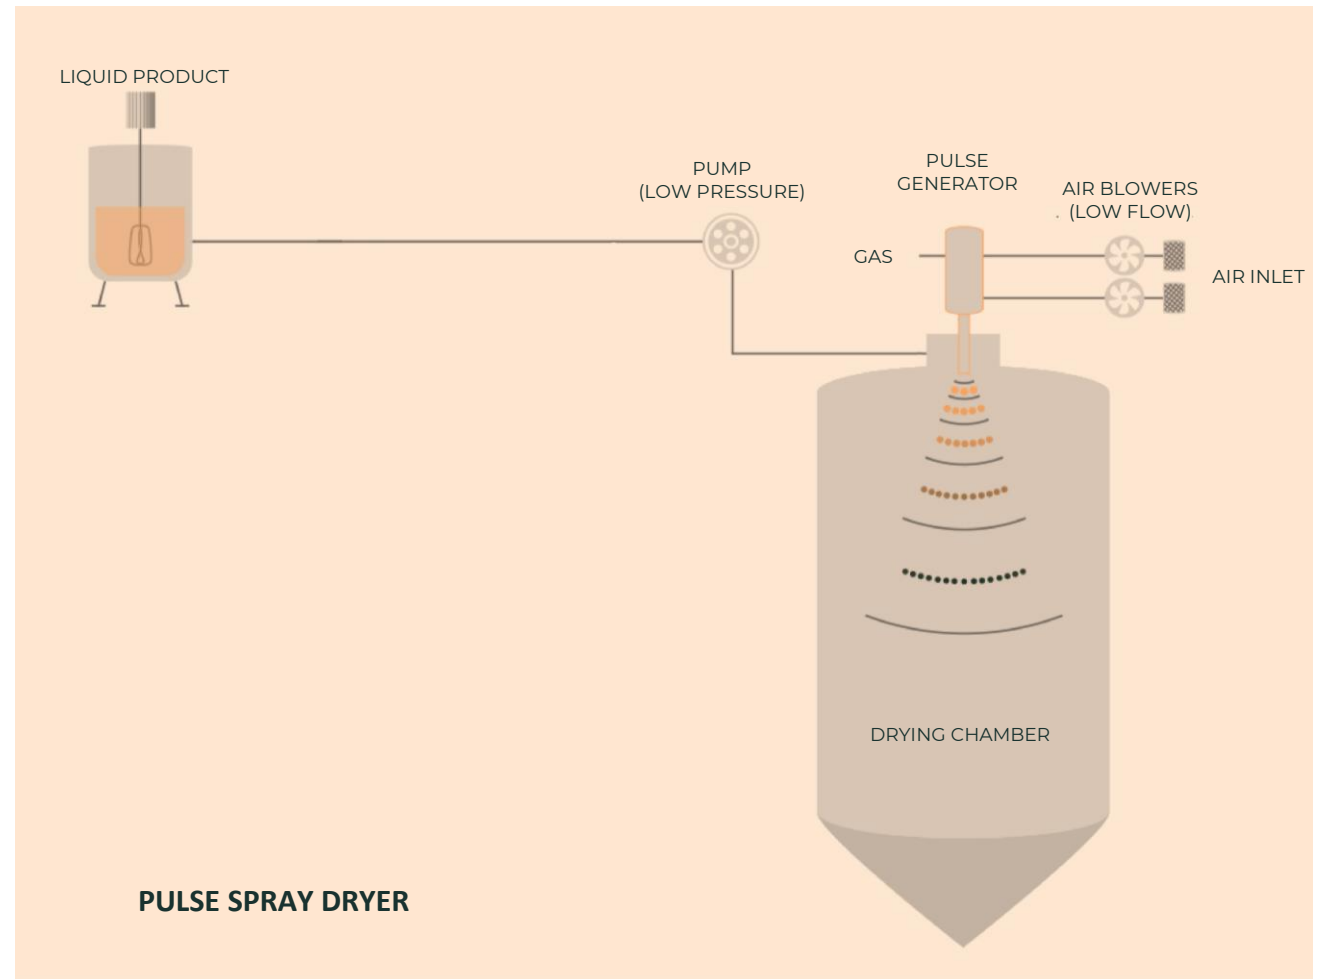 LIQUID PRODUCT
PUMP
(LOW PRESSURE)
PULSE
GENERATOR
AIR BLOWERS
(LOW FLOW)
GAS
AIR INLET
DRYING CHAMBER
PULSE SPRAY DRYER